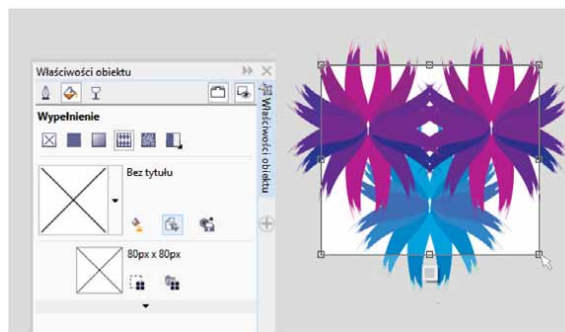 Właściwości obiektu
Wypełnienie
Bez tytułu
80px x 80px
Właściwości obiektu